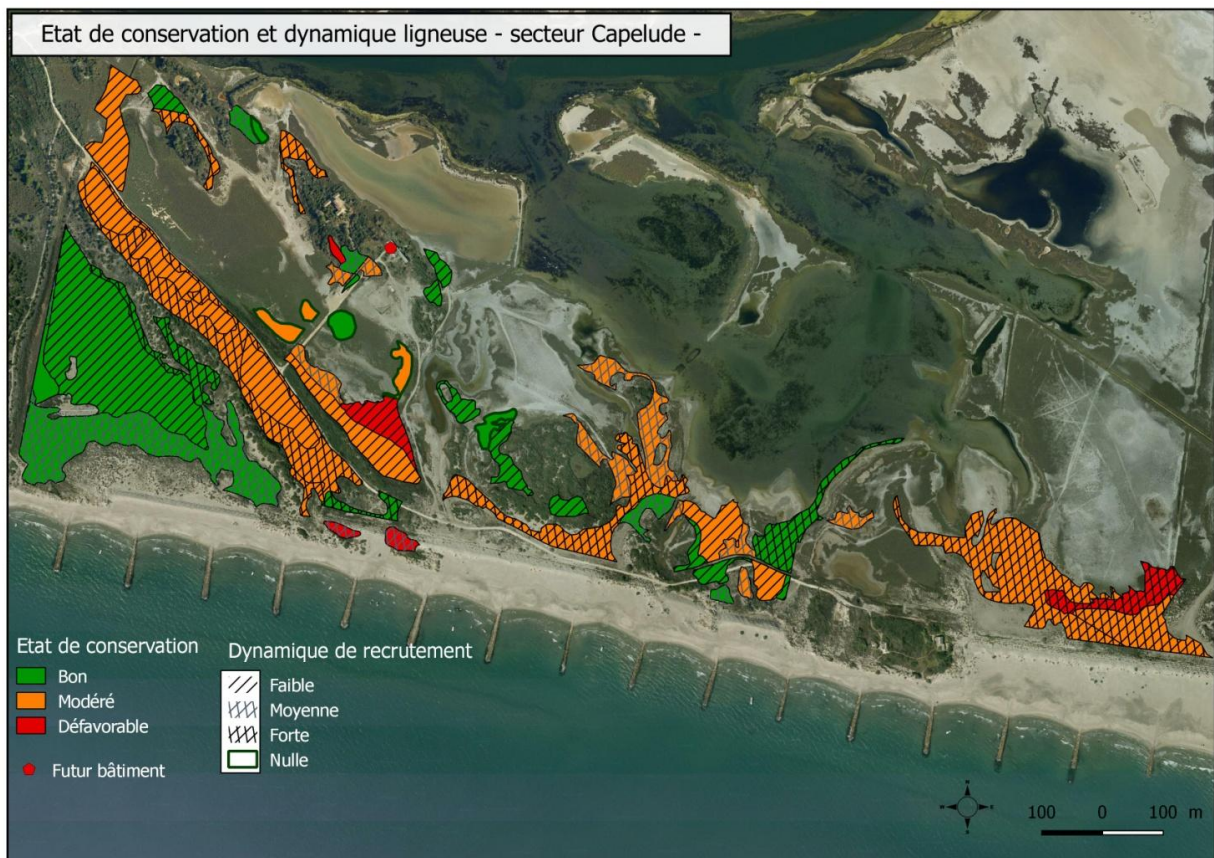 Etat de conservation et dynamique ligneuse - secteur Capelude -
Etat de conservation
Bon
Modéré
Défavorable
Futur bâtiment
Dynamique de recrutement
Faible
Moyenne
Forte
Nulle
100 0 100 m